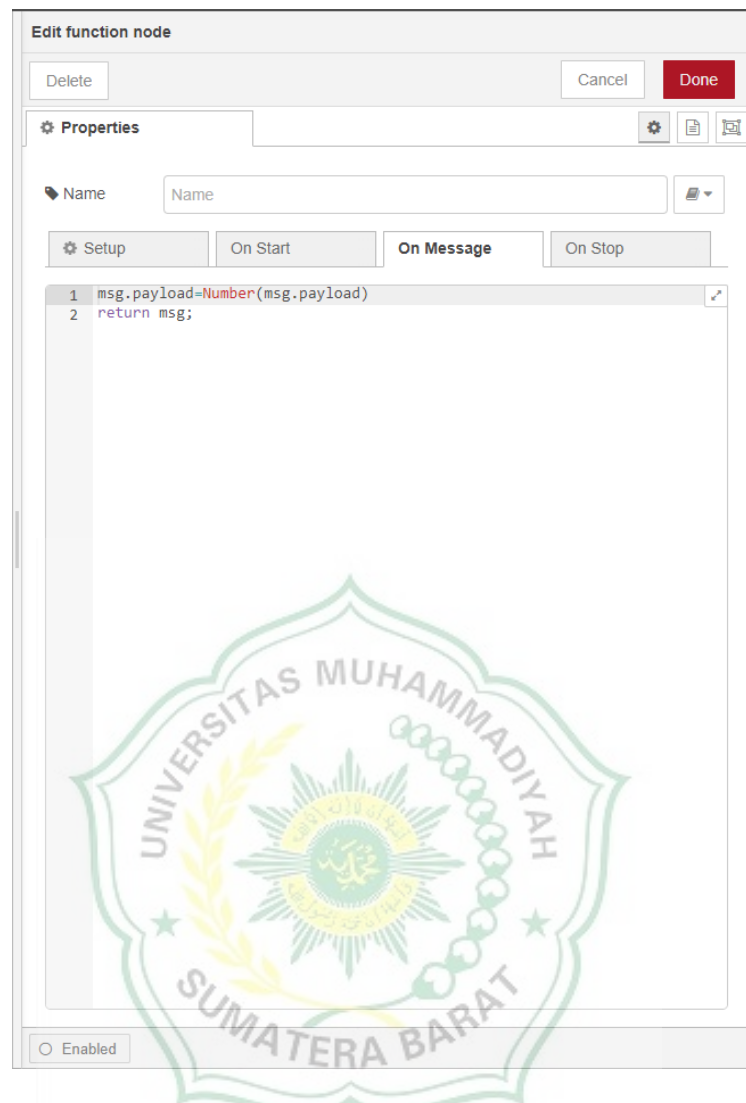 Edit function node
Delete
Cancel
Done
Properties
Name
Name
Setup
On Start
On Message
On Stop
1 msg.payload=Number(msg.payload)
2 return msg;
UNIVERSITAS MUHAMMADIYAH
SUMATERA BARAT
Enabled